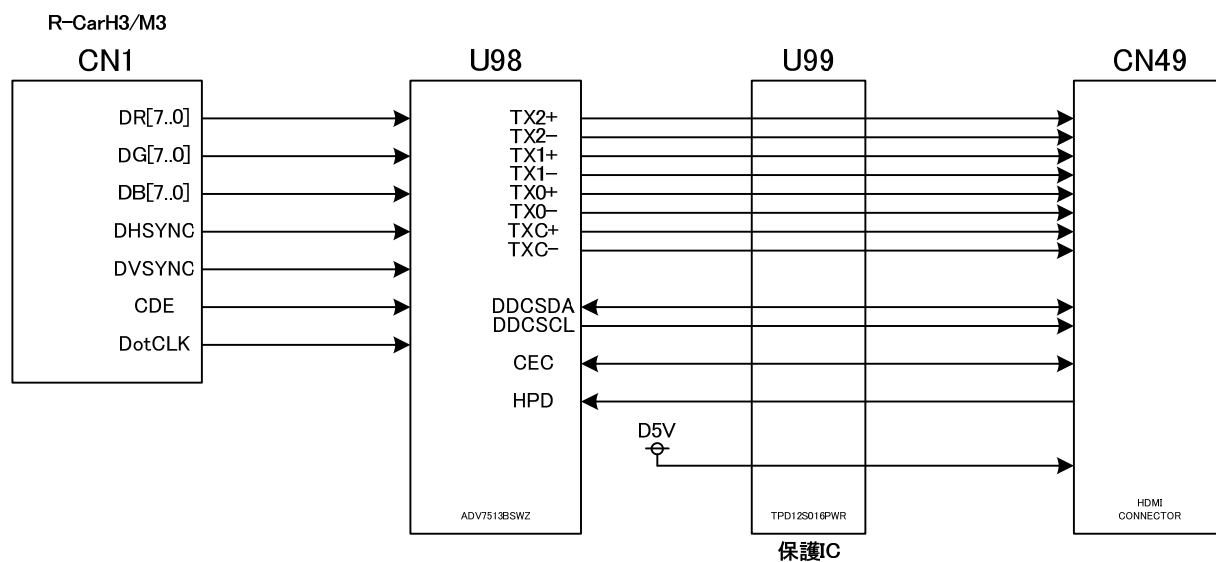 R-CarH3/M3
CN1
U98
U99
CN49
DR[7..0]
DG[7..0]
DB[7..0]
DHSYNC
DVSYNC
CDE
DotCLK
TX2+
TX2-
TX1+
TX1-
TX0+
TX0-
TXC+
TXC-
DDCSDA
DDCSCL
CEC
HPD
D5V
ADV7513BSWZ
TPD12S016PWR
HDMI
CONNECTOR
保護IC